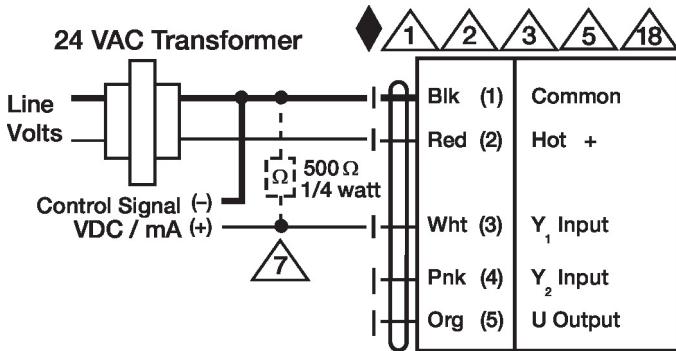 24 VAC Transformer
1 2 3 5 18
Line
Volts
Blk (1) Common
Red (2) Hot +
Ω 500 Ω
1/4 watt
Control Signal (-)
VDC / mA (+)
Wht (3) Y1 Input
7
Pnk (4) Y2 Input
Org (5) U Output